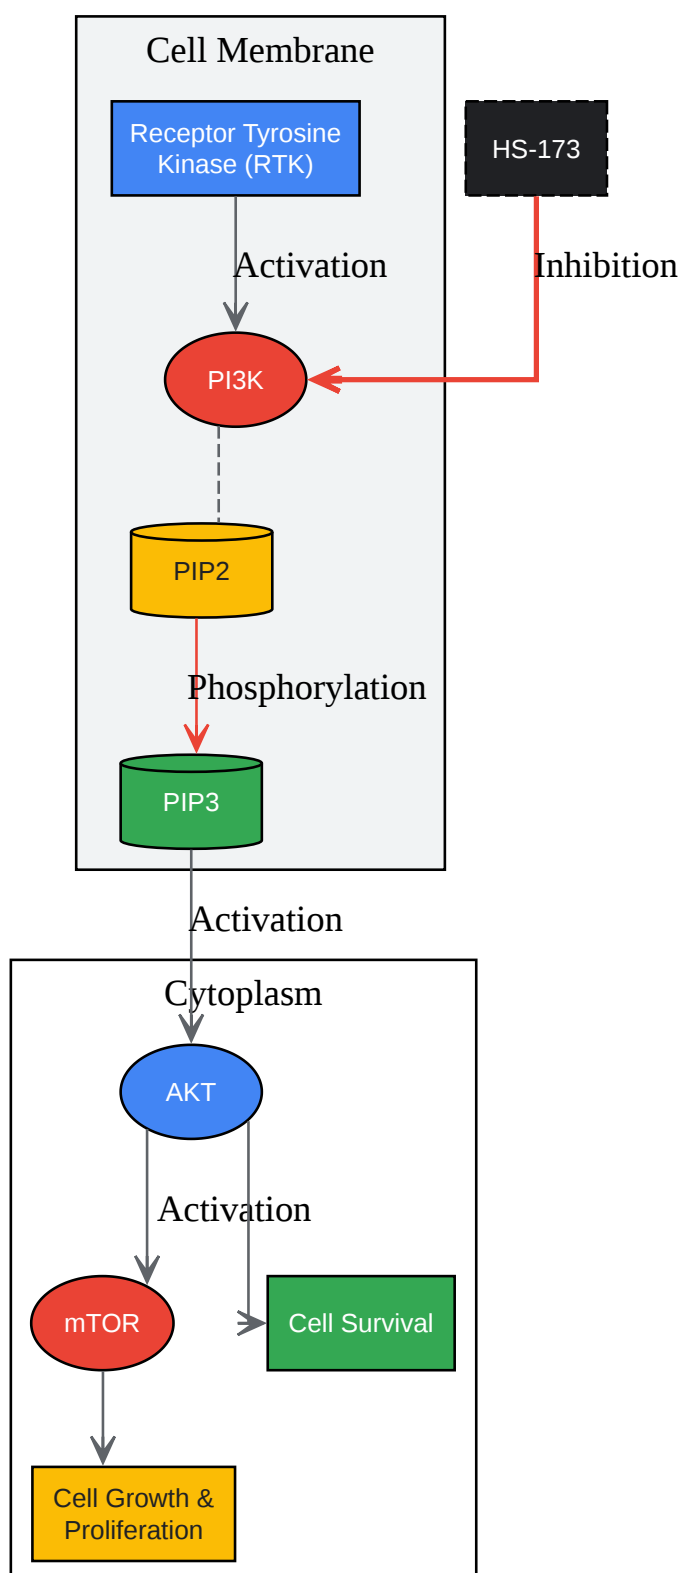 Cell Membrane
Receptor Tyrosine
Kinase (RTK)
HS-173
Activation
Inhibition
PI3K
PIP2
Phosphorylation
PIP3
Activation
Cytoplasm
AKT
Activation
mTOR
Cell Survival
Cell Growth &
Proliferation